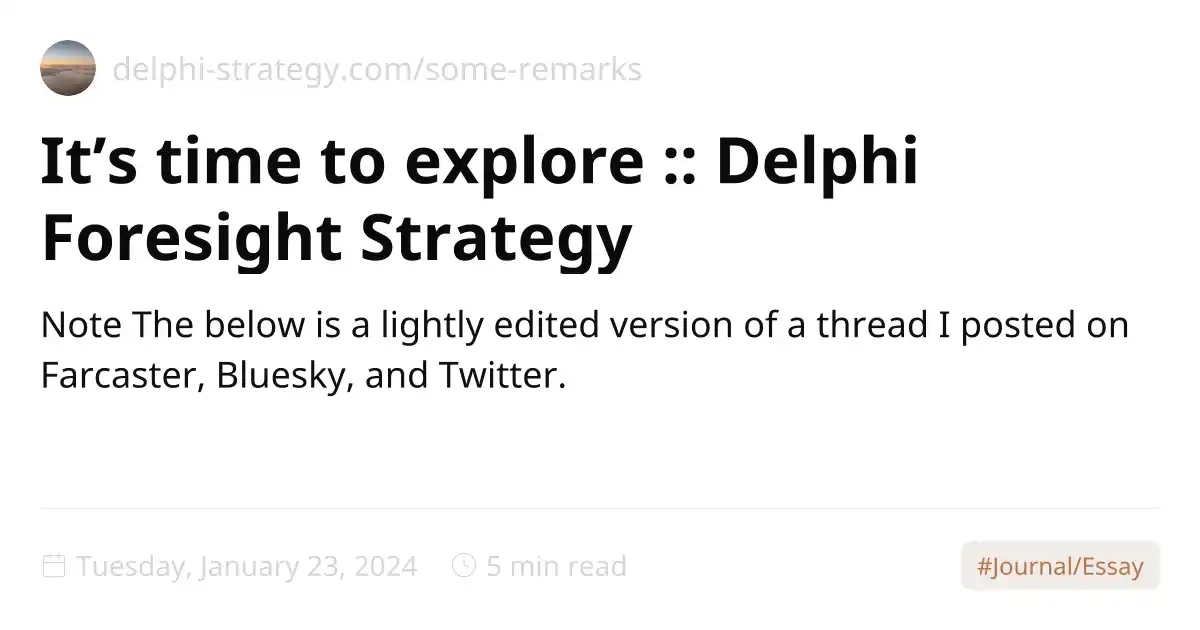 delphi-strategy.com/some-remarks
It’s time to explore :: Delphi
Foresight Strategy
Note The below is a lightly edited version of a thread I posted on
Farcaster, Bluesky, and Twitter.
Tuesday, January 23, 2024 5 min read #Journal/Essay